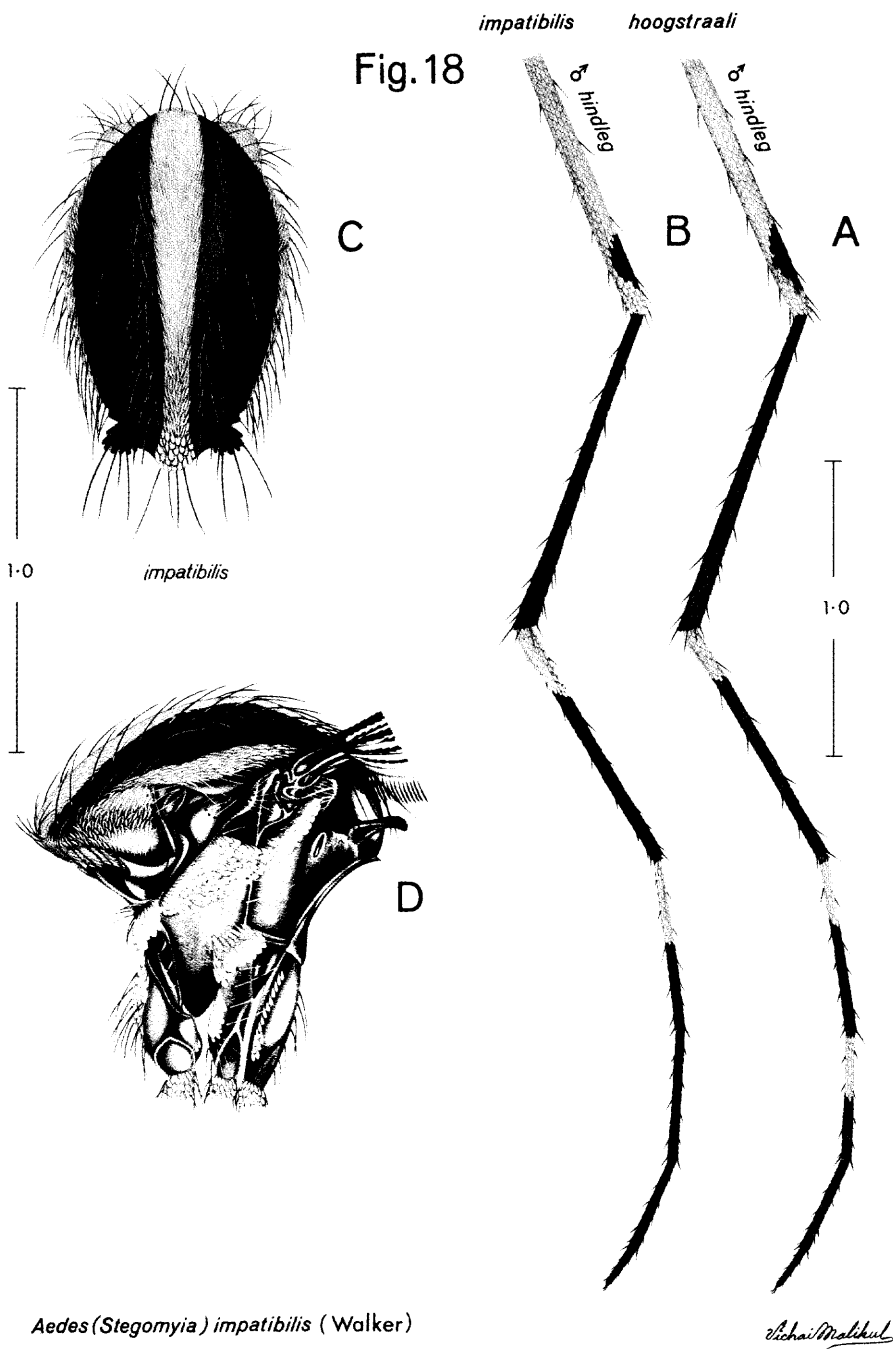 impatibilis
hoogstraali
Fig.18
♂ hindleg
♂ hindleg
C
B
A
1·0
impatibilis
1·0
D
Aedes (Stegomyia) impatibilis (Walker)
Vichai Malikul